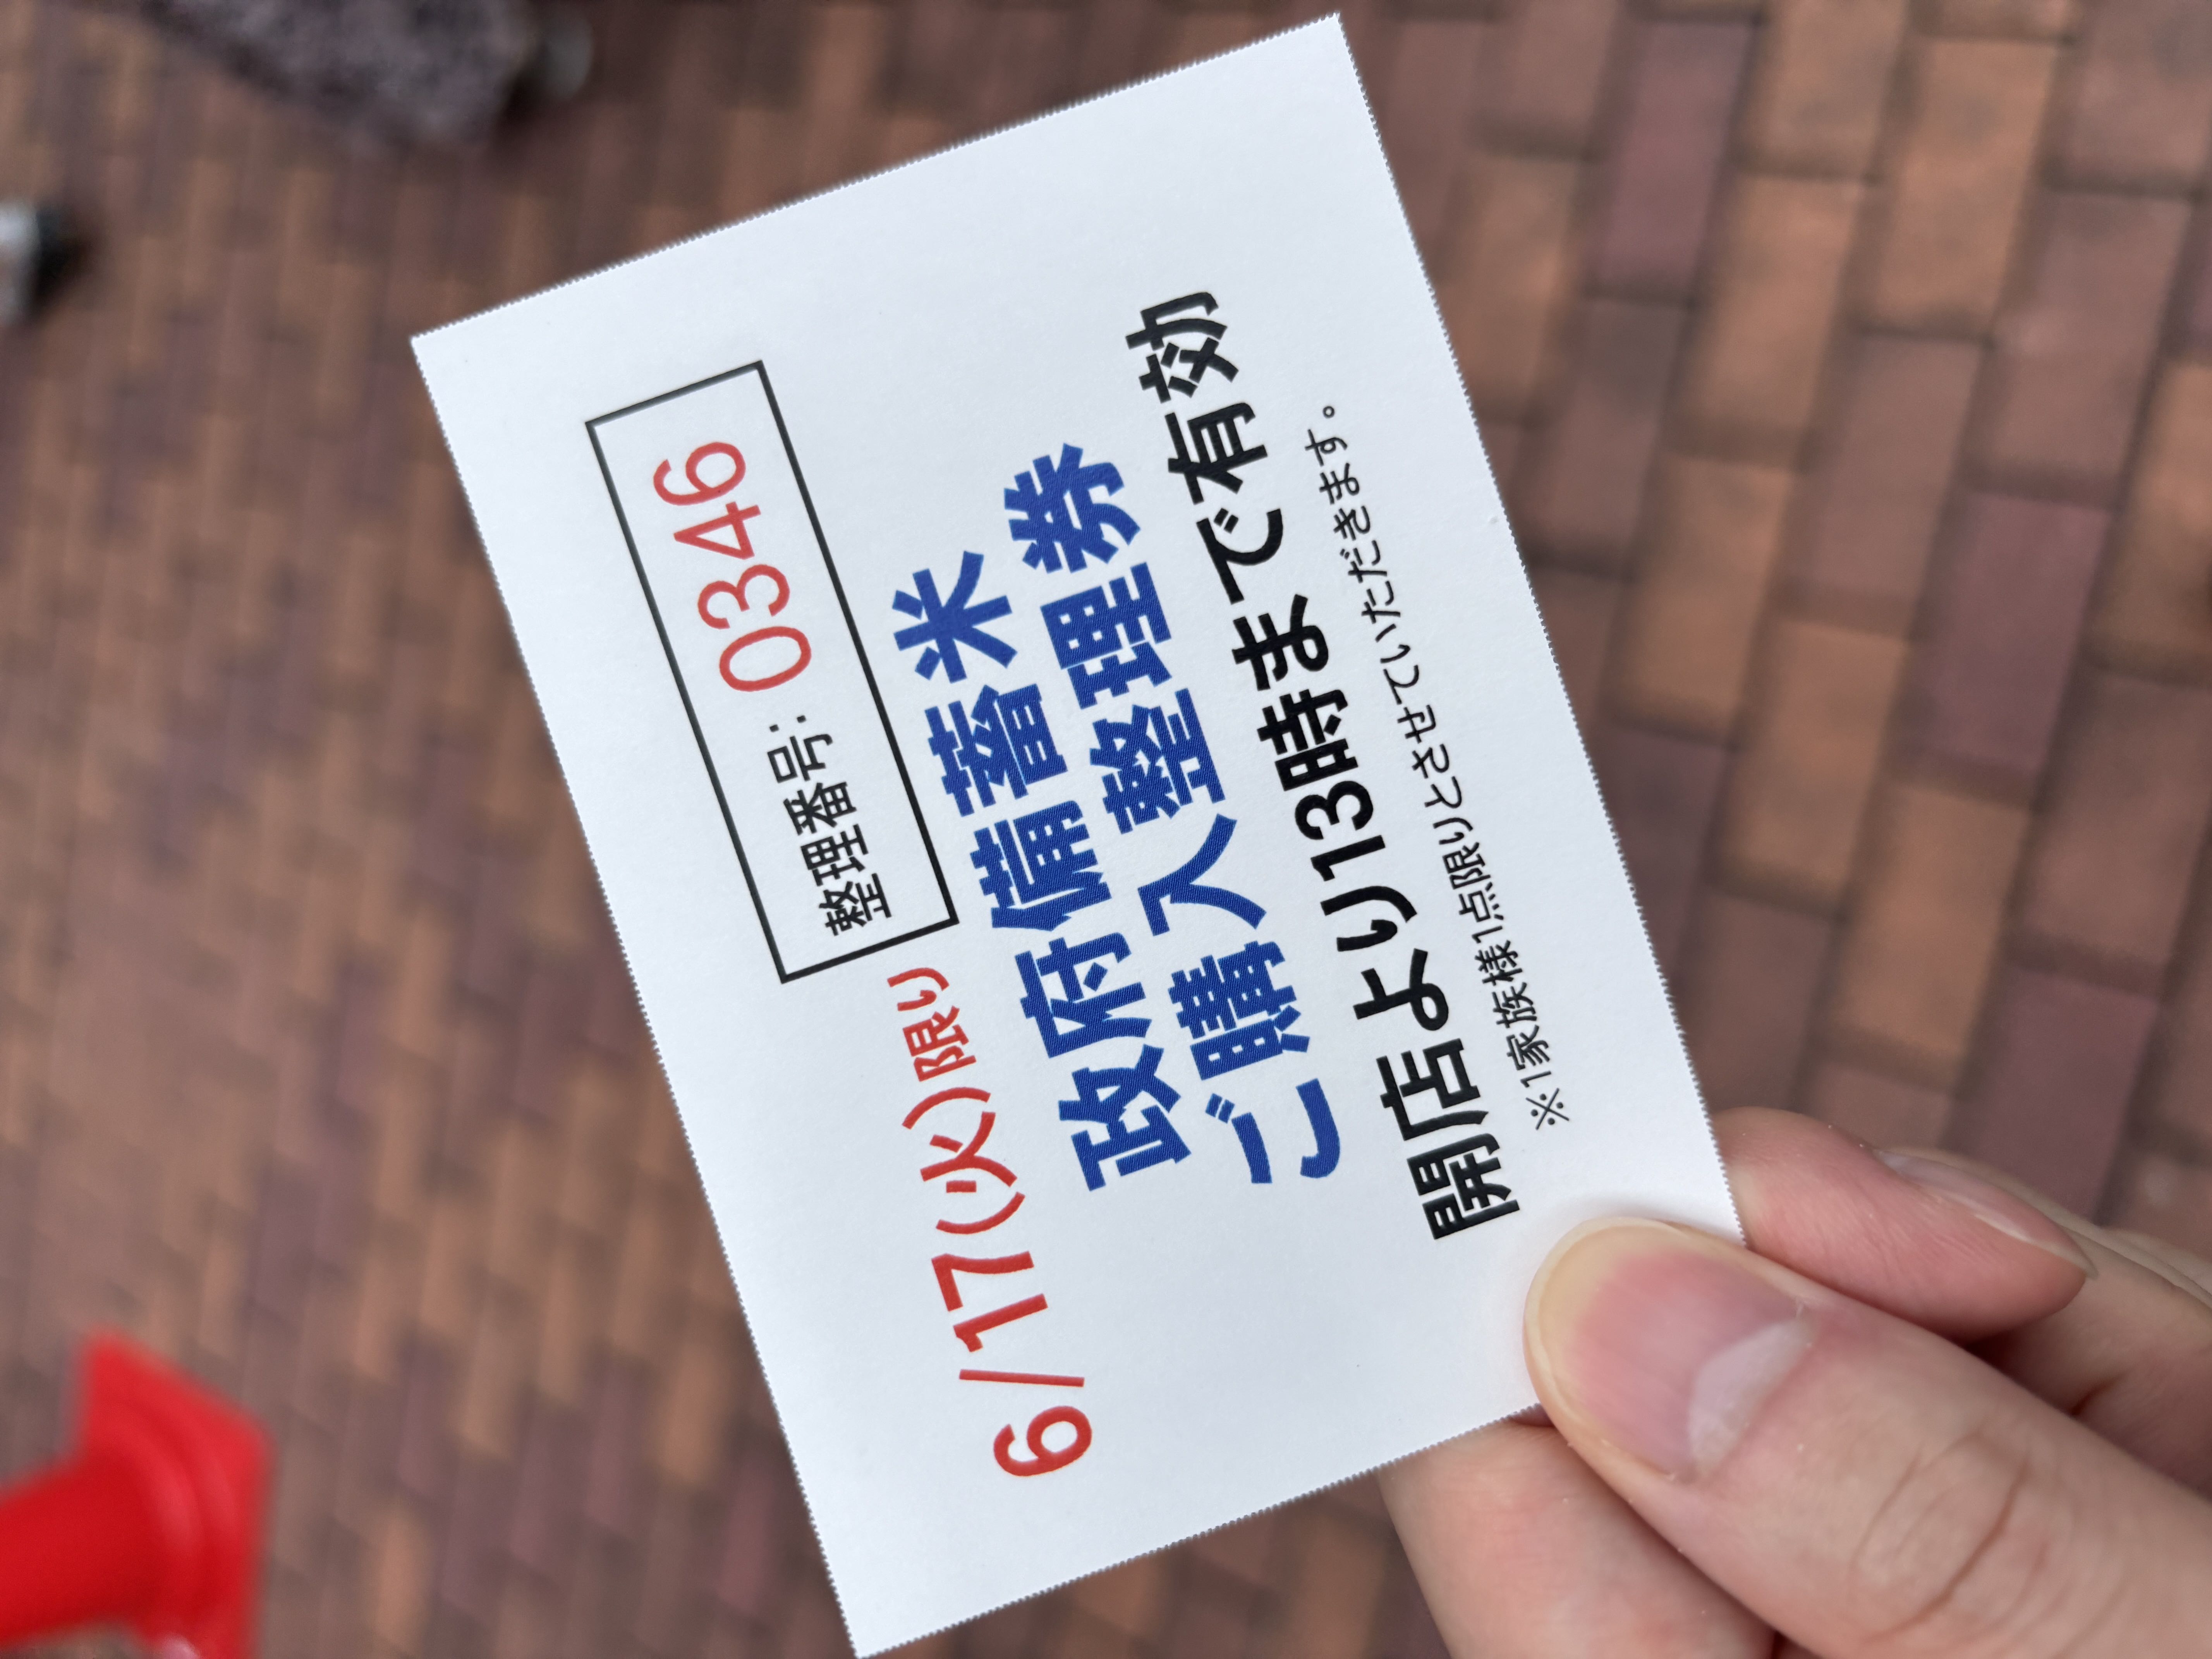 整理番号: 0346
6/17(火)限り
政府備蓄米
ご購入整理券
開店より13時まで有効
※1家族様1点限りとさせていただきます。